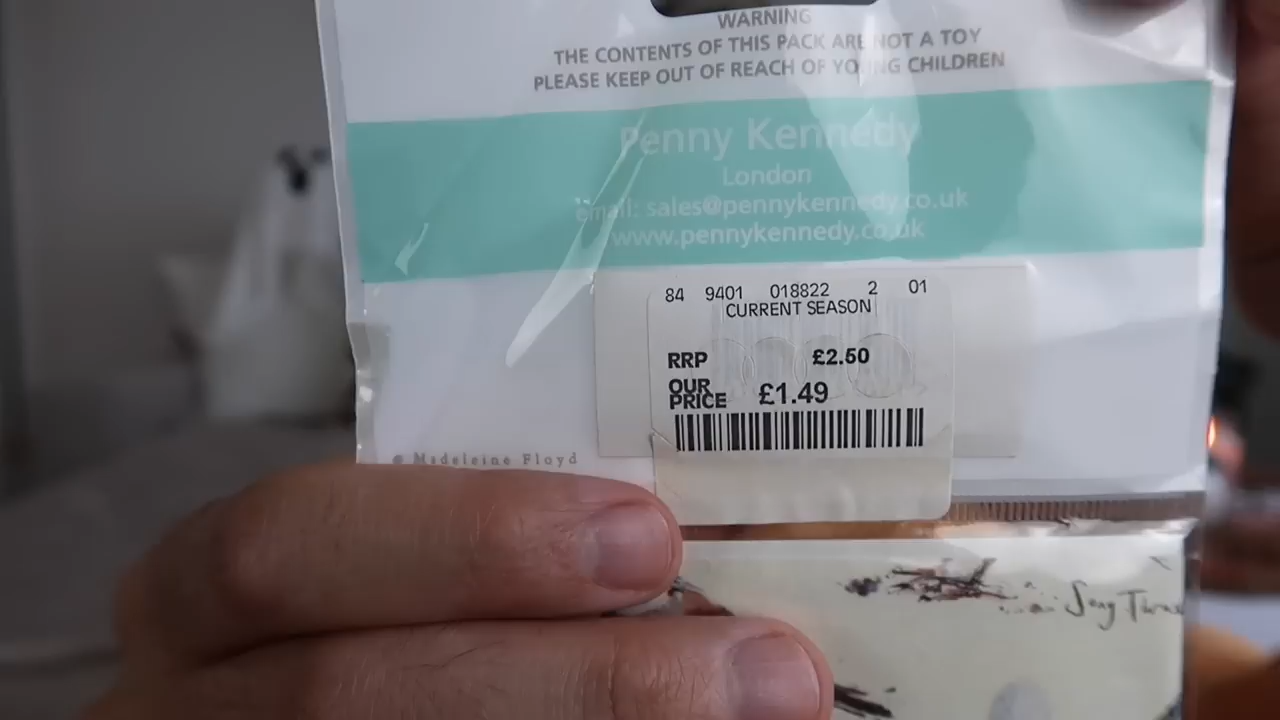 WARNING
THE CONTENTS OF THIS PACK ARE NOT A TOY
PLEASE KEEP OUT OF REACH OF YOUNG CHILDREN
Penny Kennedy
London
email: sales@pennykennedy.co.uk
www.pennykennedy.co.uk
84 9401 018822 2 01
CURRENT SEASON
RRP £2.50
OUR PRICE £1.49
© Madeleine Floyd
Song